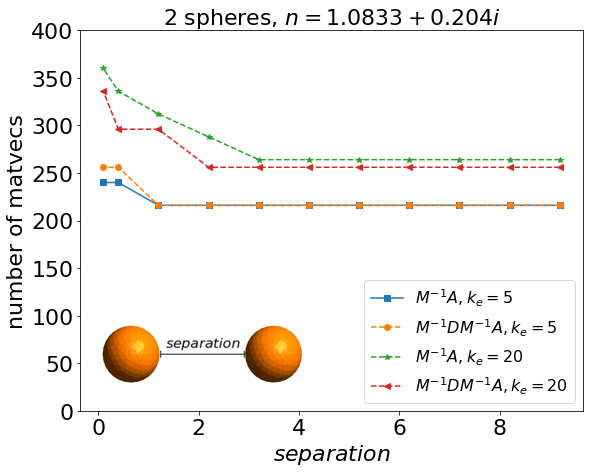 2 spheres, n = 1.0833 + 0.204i
number of matvecs
400
350
300
250
200
150
100
50
0
separation
M⁻¹A, kₑ = 5
M⁻¹DM⁻¹A, kₑ = 5
M⁻¹A, kₑ = 20
M⁻¹DM⁻¹A, kₑ = 20
0 2 4 6 8
separation